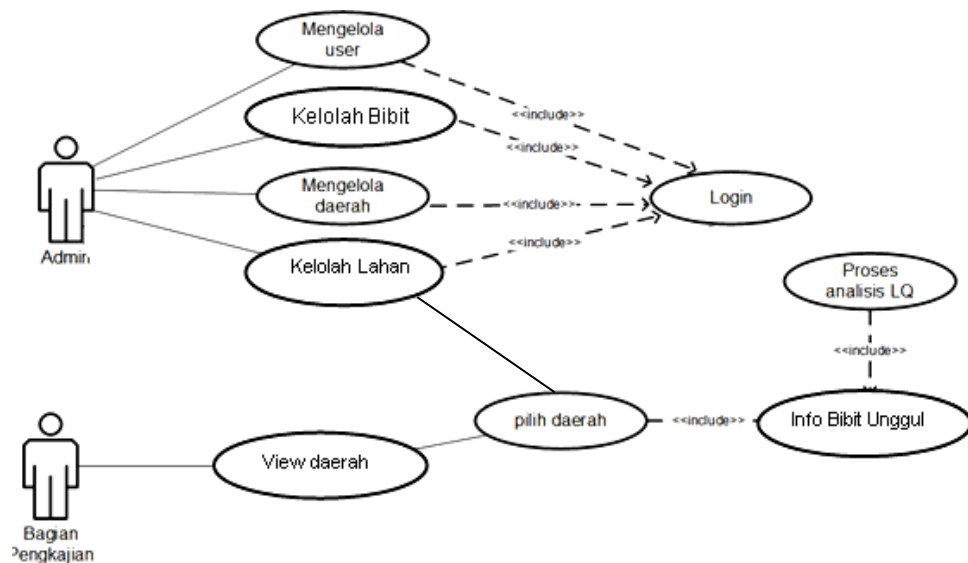 Mengelola
user
<<include>>
Kelolah Bibit
<<include>>
Mengelola
daerah
<<include>>
Login
Admin
Kelolah Lahan
<<include>>
Proses
analisis LQ
<<include>>
pilih daerah
<<include>>
Info Bibit Unggul
View daerah
Bagian
Pengkajian